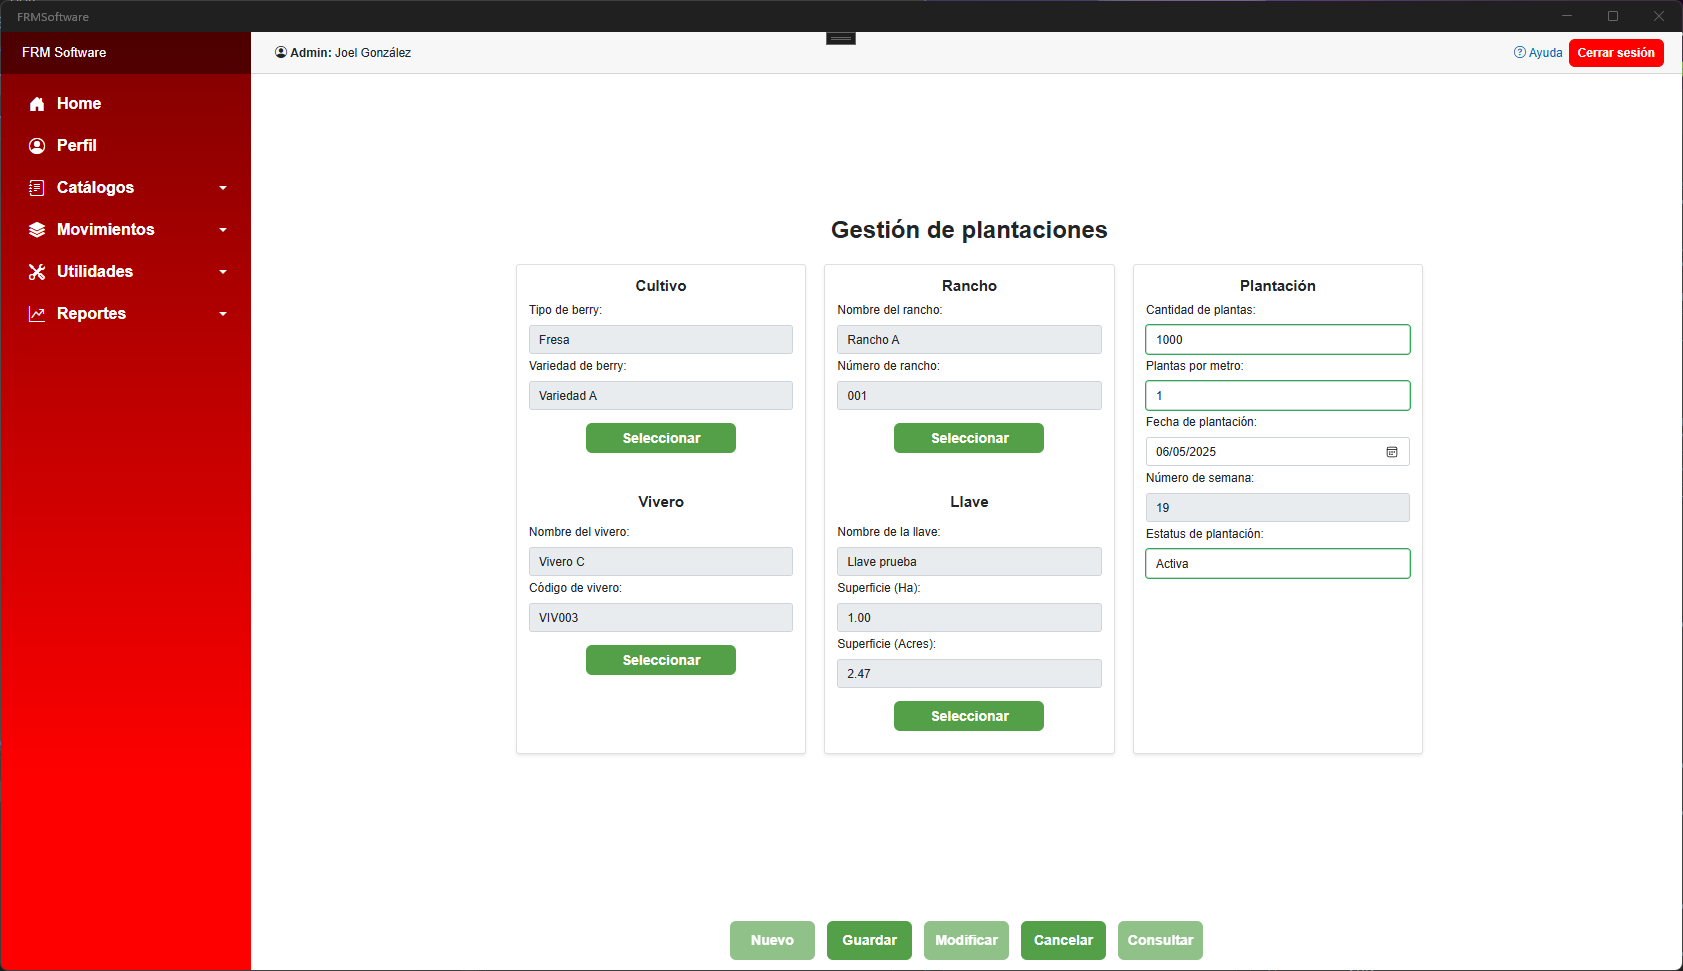 FRMSoftware
FRM Software
Admin: Joel González
Ayuda
Cerrar sesión
Home
Perfil
Catálogos
Movimientos
Utilidades
Reportes
Gestión de plantaciones
Cultivo
Tipo de berry:
Fresa
Variedad de berry:
Variedad A
Seleccionar
Vivero
Nombre del vivero:
Vivero C
Código de vivero:
VIV003
Seleccionar
Rancho
Nombre del rancho:
Rancho A
Número de rancho:
001
Seleccionar
Llave
Nombre de la llave:
Llave prueba
Superficie (Ha):
1.00
Superficie (Acres):
2.47
Seleccionar
Plantación
Cantidad de plantas:
1000
Plantas por metro:
1
Fecha de plantación:
06/05/2025
Número de semana:
19
Estatus de plantación:
Activa
Nuevo
Guardar
Modificar
Cancelar
Consultar